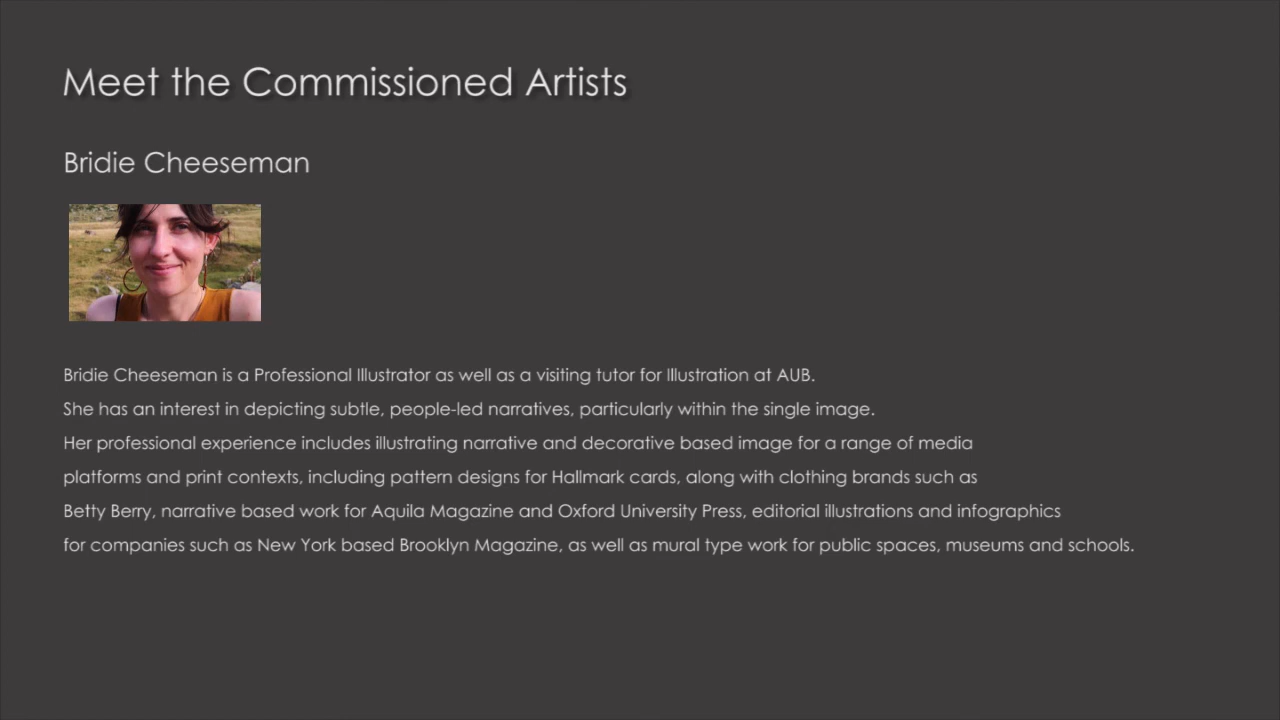 Meet the Commissioned Artists
Bridie Cheeseman
Bridie Cheeseman is a Professional Illustrator as well as a visiting tutor for Illustration at AUB.
She has an interest in depicting subtle, people-led narratives, particularly within the single image.
Her professional experience includes illustrating narrative and decorative based image for a range of media
platforms and print contexts, including pattern designs for Hallmark cards, along with clothing brands such as
Betty Berry, narrative based work for Aquila Magazine and Oxford University Press, editorial illustrations and infographics
for companies such as New York based Brooklyn Magazine, as well as mural type work for public spaces, museums and schools.